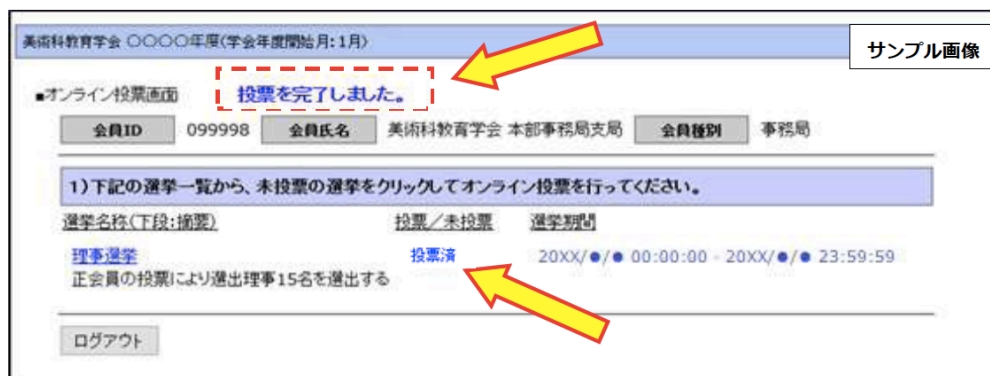 美術科教育学会 〇〇〇〇年度(学会年度開始月:1月)
サンプル画像
■オンライン投票画面 投票を完了しました。
会員ID 099998 会員氏名 美術科教育学会 本部事務局支局 会員種別 事務局
1)下記の選挙一覧から、未投票の選挙をクリックしてオンライン投票を行ってください。
選挙名称(下段:摘要) 投票/未投票 選挙期間
理事選挙 投票済 20XX/●/● 00:00:00 - 20XX/●/● 23:59:59
正会員の投票により選出理事15名を選出する
ログアウト